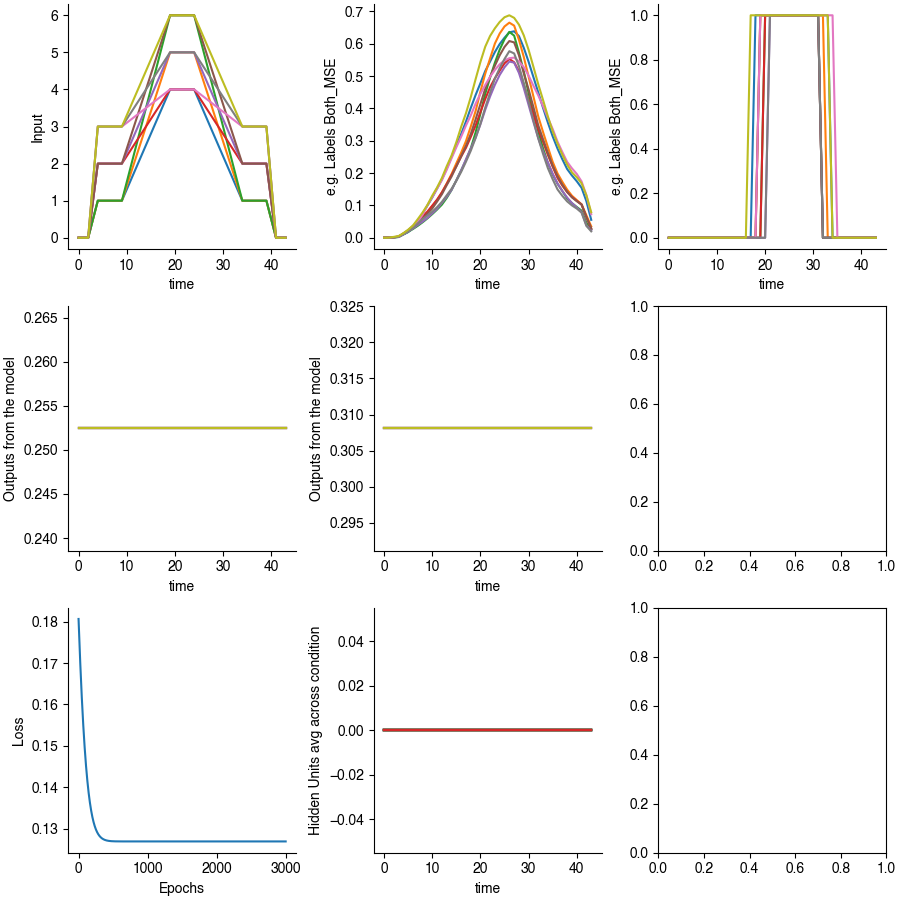 Input
6
5
4
3
2
1
0
0 10 20 30 40
time
e.g. Labels Both_MSE
0.7
0.6
0.5
0.4
0.3
0.2
0.1
0.0
0 10 20 30 40
time
e.g. Labels Both_MSE
1.0
0.8
0.6
0.4
0.2
0.0
0 10 20 30 40
time
Outputs from the model
0.265
0.260
0.255
0.250
0.245
0.240
0 10 20 30 40
time
Outputs from the model
0.325
0.320
0.315
0.310
0.305
0.300
0.295
0 10 20 30 40
time
1.0
0.8
0.6
0.4
0.2
0.0
0.0 0.2 0.4 0.6 0.8 1.0
Loss
0.18
0.17
0.16
0.15
0.14
0.13
0 1000 2000 3000
Epochs
Hidden Units avg across condition
0.04
0.02
0.00
−0.02
−0.04
0 10 20 30 40
time
1.0
0.8
0.6
0.4
0.2
0.0
0.0 0.2 0.4 0.6 0.8 1.0